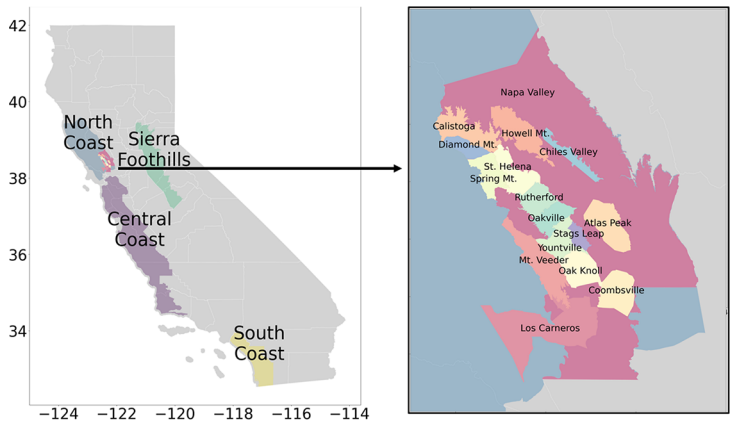 42
40
38
36
34
−124
−122
−120
−118
−116
−114
North
Coast
Sierra
Foothills
Central
Coast
South
Coast
Napa Valley
Calistoga
Howell Mt.
Diamond Mt.
Chiles Valley
St. Helena
Spring Mt.
Rutherford
Oakville
Atlas Peak
Stags Leap
Yountville
Mt. Veeder
Oak Knoll
Coombsville
Los Carneros